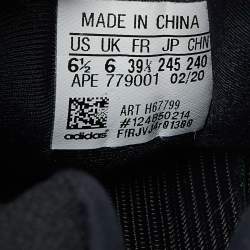 MADE IN CHINA
US UK FR JP CHN
6½ 6 39⅓ 245 240
APE 779001 02/20
ART H67799
#124850214
adidas